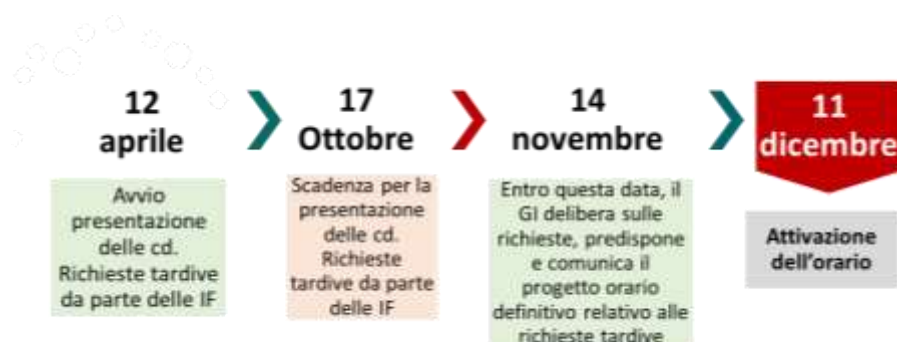 12
aprile
Avvio
presentazione
delle cd.
Richieste tardive
da parte delle IF
17
Ottobre
Scadenza per la
presentazione
delle cd.
Richieste
tardive da parte
delle IF
14
novembre
Entro questa data, il
GI delibera sulle
richieste, predispone
e comunica il
progetto orario
definitivo relativo alle
richieste tardive
11
dicembre
Attivazione
dell'orario